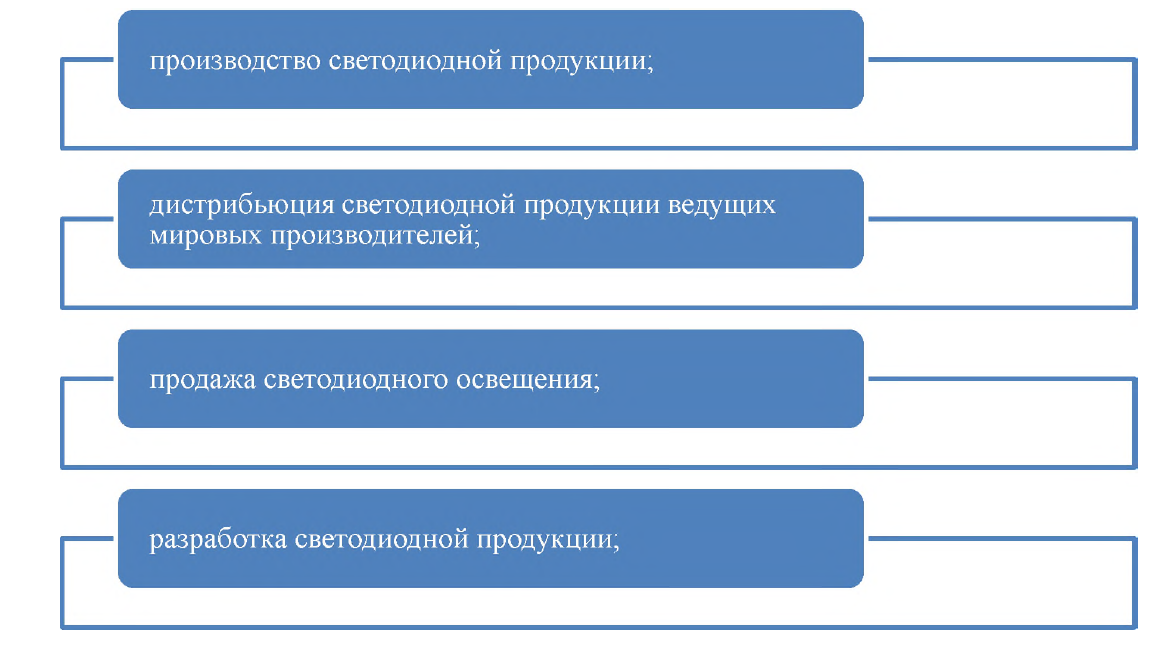 производство светодиодной продукции;
дистрибьюция светодиодной продукции ведущих
мировых производителей;
продажа светодиодного освещения;
разработка светодиодной продукции;